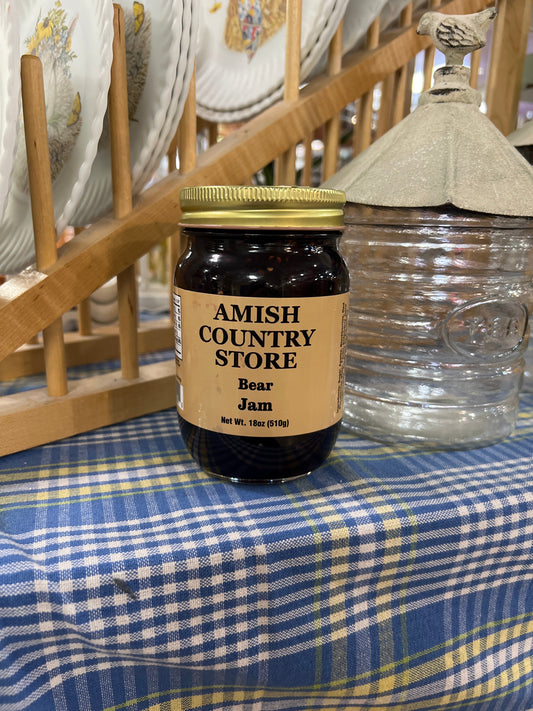 AMISH
COUNTRY
STORE
Bear
Jam
Net Wt. 18oz (510g)